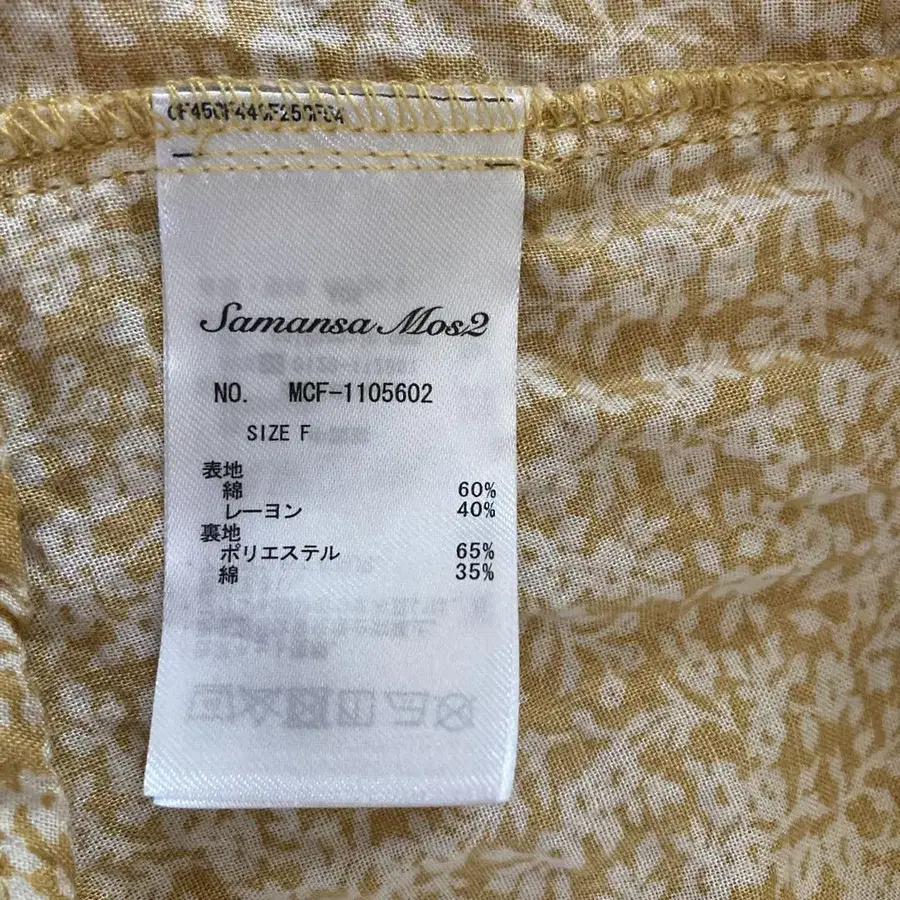 Samansa Mos2
NO. MCF-1105602
SIZE F
表地
綿 60%
レーヨン 40%
裏地
ポリエステル 65%
綿 35%